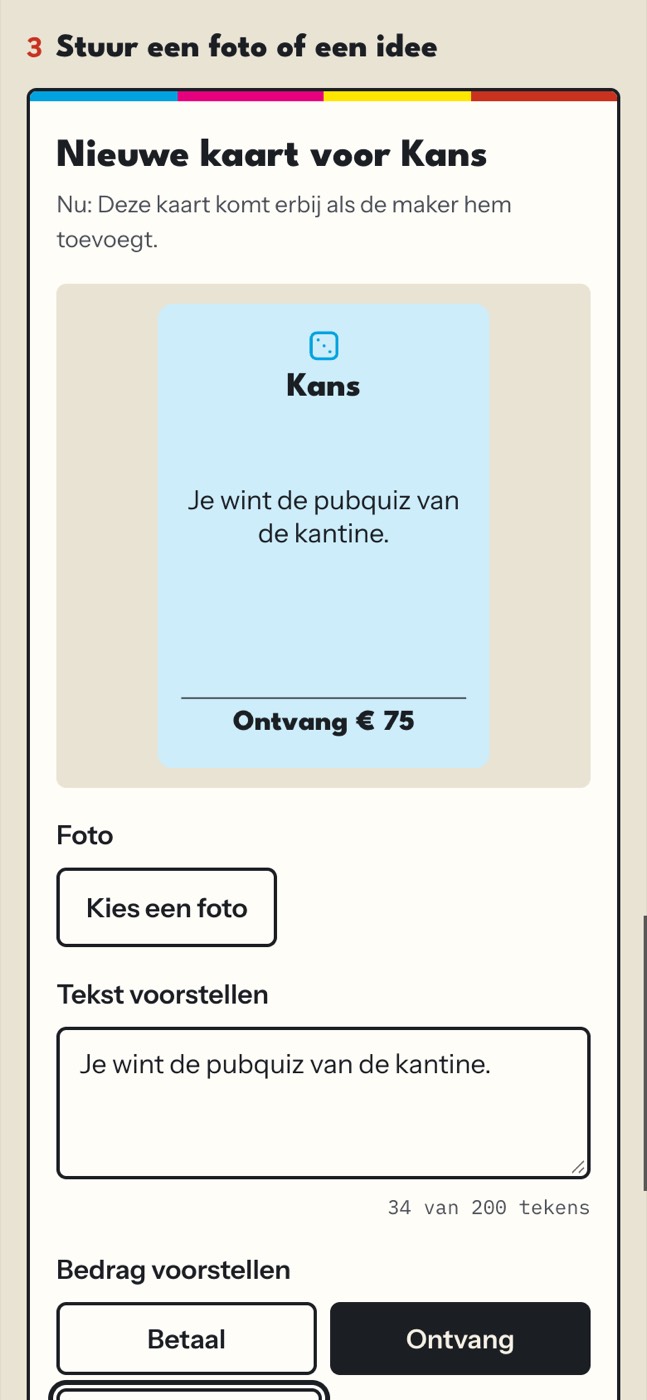 3 Stuur een foto of een idee
Nieuwe kaart voor Kans
Nu: Deze kaart komt erbij als de maker hem
toevoegt.
Kans
Je wint de pubquiz van
de kantine.
Ontvang € 75
Foto
Kies een foto
Tekst voorstellen
Je wint de pubquiz van de kantine.
34 van 200 tekens
Bedrag voorstellen
Betaal
Ontvang